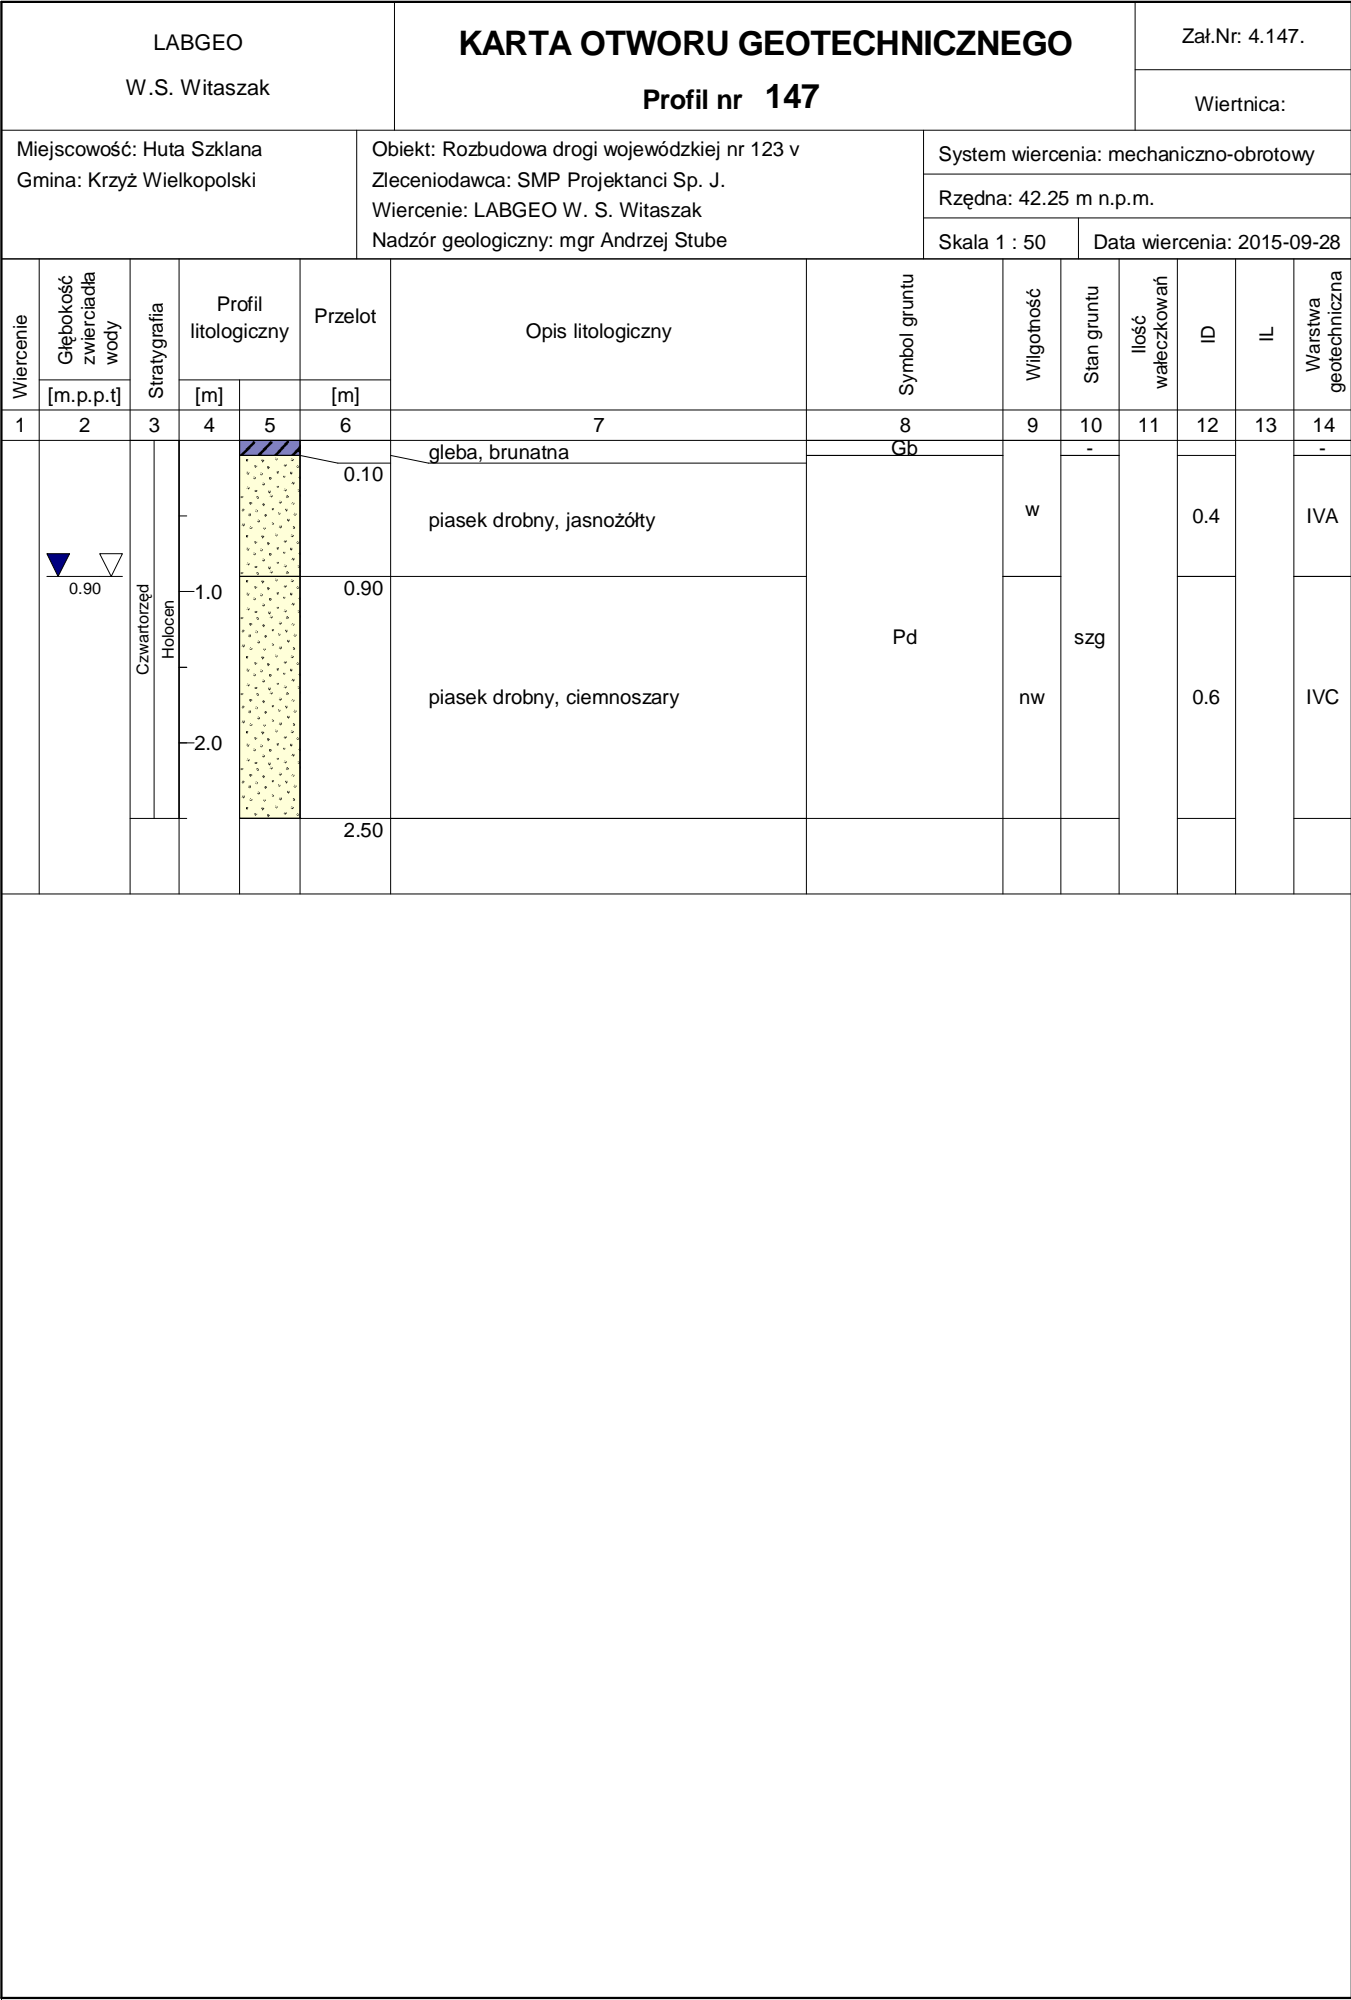 LABGEO
W.S. Witaszak
KARTA OTWORU GEOTECHNICZNEGO
Profil nr 147
Zał.Nr: 4.147.
Wiertnica:
Miejscowość: Huta Szklana
Gmina: Krzyż Wielkopolski
Obiekt: Rozbudowa drogi wojewódzkiej nr 123 v
Zleceniodawca: SMP Projektanci Sp. J.
Wiercenie: LABGEO W. S. Witaszak
Nadzór geologiczny: mgr Andrzej Stube
System wiercenia: mechaniczno-obrotowy
Rzędna: 42.25 m n.p.m.
Skala 1 : 50
Data wiercenia: 2015-09-28
Wiercenie
Głębokość
zwierciadła
wody
[m.p.p.t]
Stratygrafia
Profil
litologiczny
[m]
Przelot
[m]
Opis litologiczny
Symbol gruntu
Wilgotność
Stan gruntu
Ilość
wałeczkowań
ID
IL
Warstwa
geotechniczna
1 2 3 4 5 6 7 8 9 10 11 12 13 14
gleba, brunatna
Gb
-
-
0.10
piasek drobny, jasnożółty
w
0.4
IVA
0.90
Czwartorzęd
Holocen
1.0
0.90
Pd
szg
piasek drobny, ciemnoszary
nw
0.6
IVC
2.0
2.50